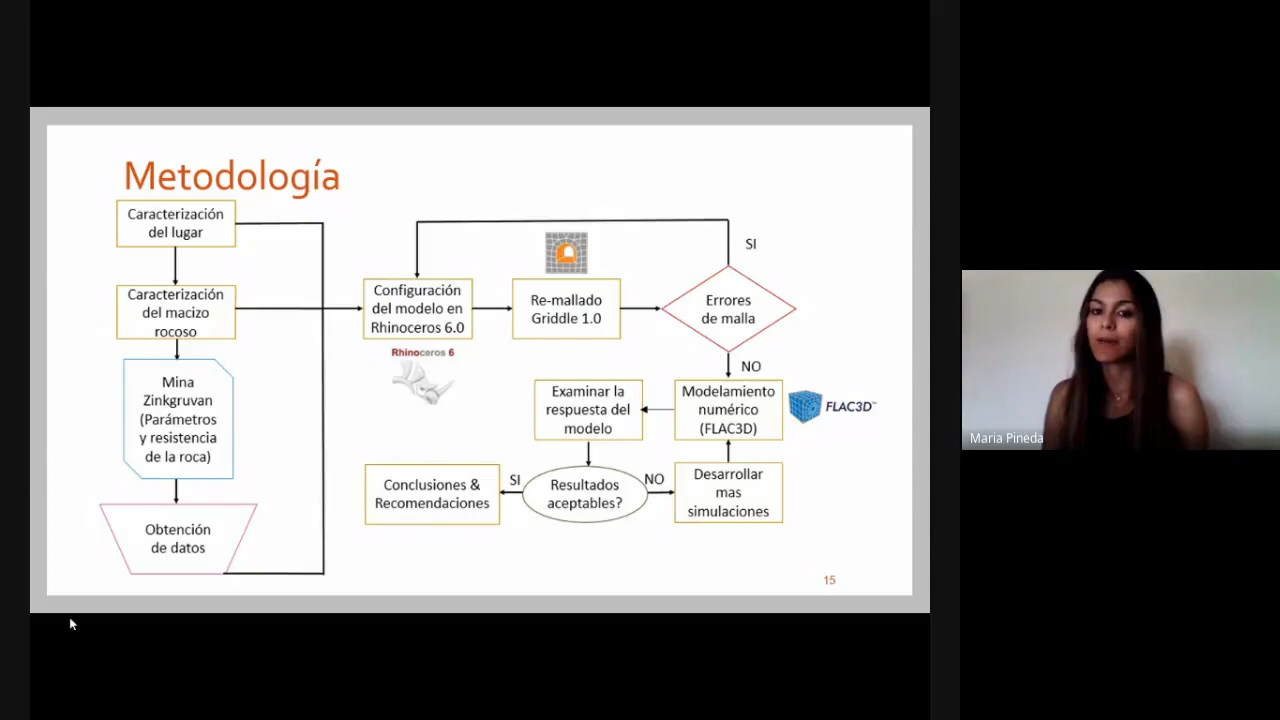 Metodología
Caracterización
del lugar
Caracterización
del macizo
rocoso
Mina
Zinkgruvan
(Parámetros
y resistencia
de la roca)
Obtención
de datos
Configuración
del modelo en
Rhinoceros 6.0
Rhinoceros 6
Re-mallado
Griddle 1.0
Errores
de malla
SI
NO
Modelamiento
numérico
(FLAC3D)
FLAC3D™
Examinar la
respuesta del
modelo
Resultados
aceptables?
SI
NO
Conclusiones &
Recomendaciones
Desarrollar
mas
simulaciones
15
Maria Pineda